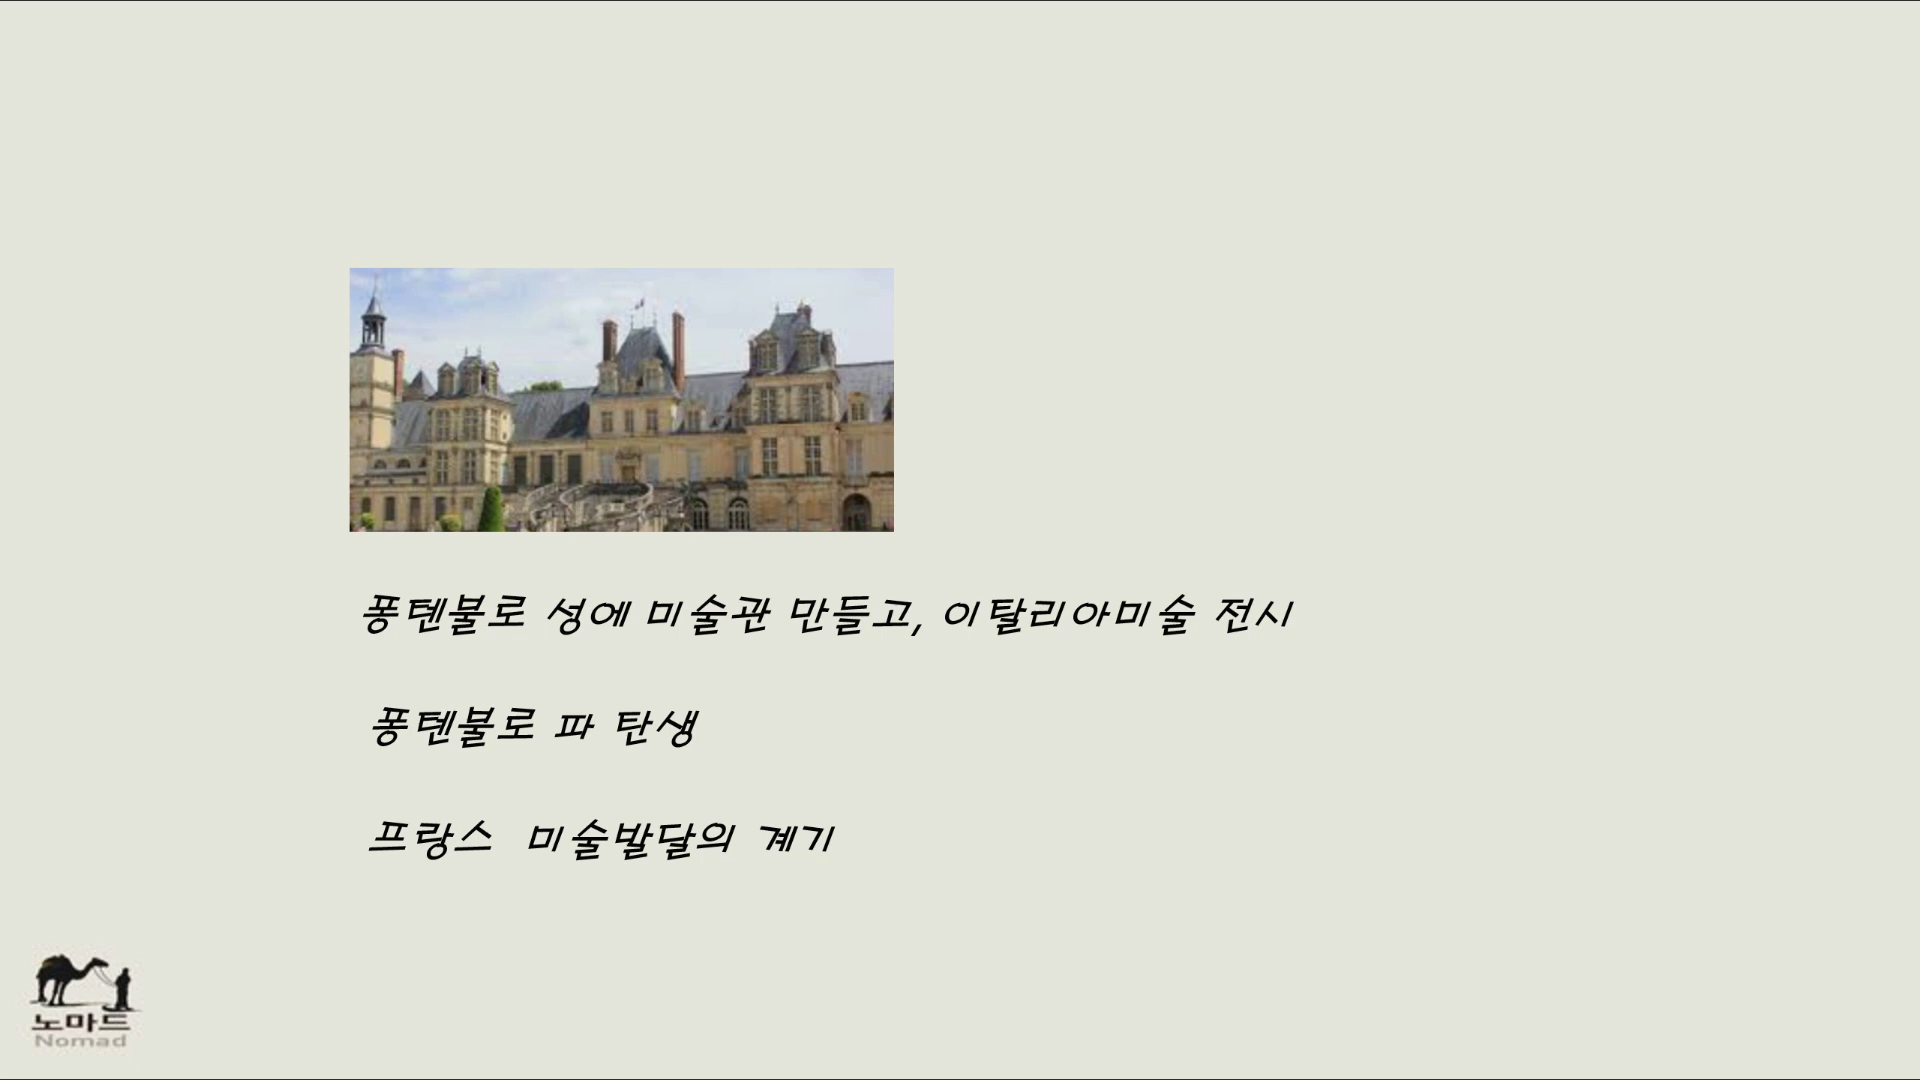 퐁텐불로 성에 미술관 만들고, 이탈리아미술 전시
퐁텐불로 파 탄생
프랑스 미술발달의 계기
노마드
Nomad